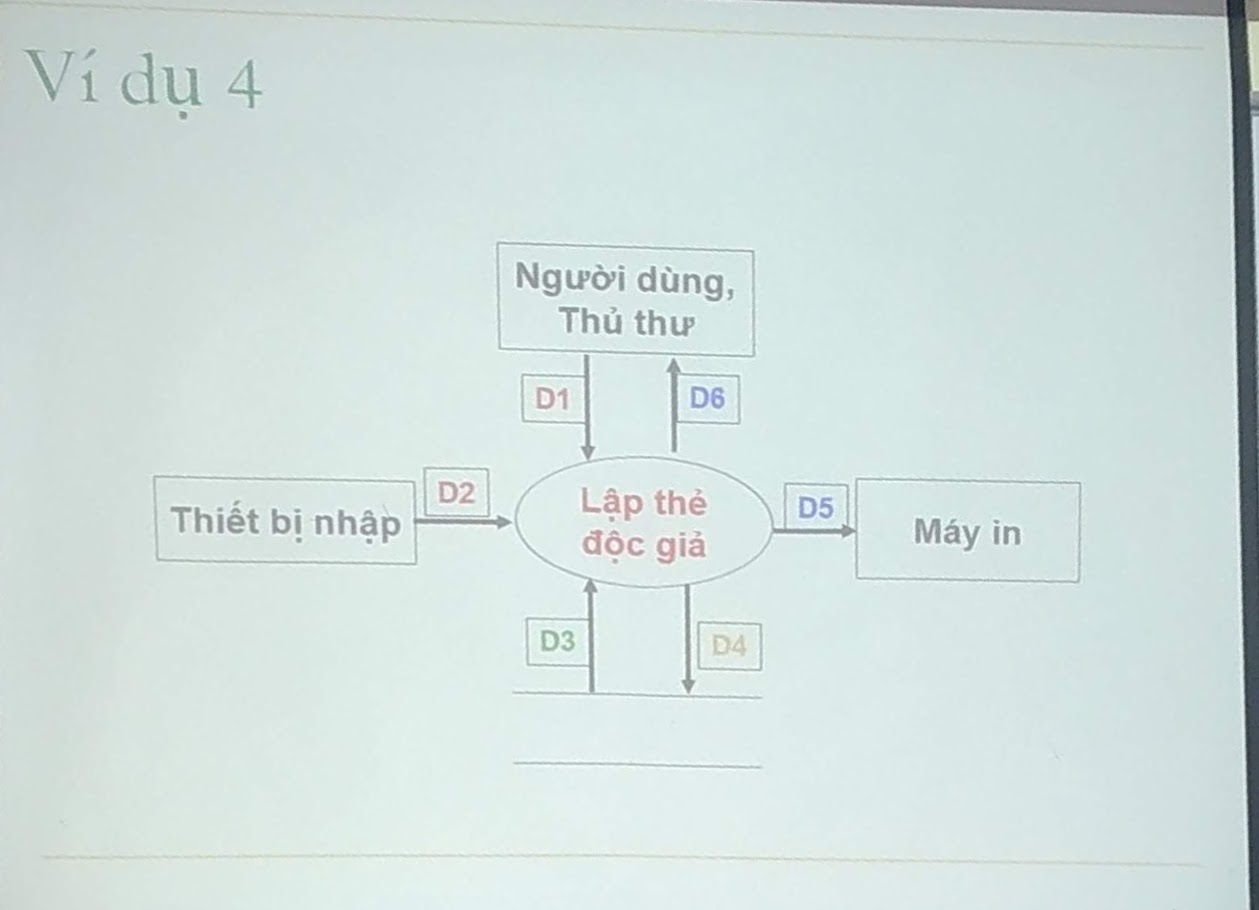 Ví dụ 4
Người dùng,
Thủ thư
D1
D6
Thiết bị nhập
D2
Lập thẻ
độc giả
D5
Máy in
D3
D4